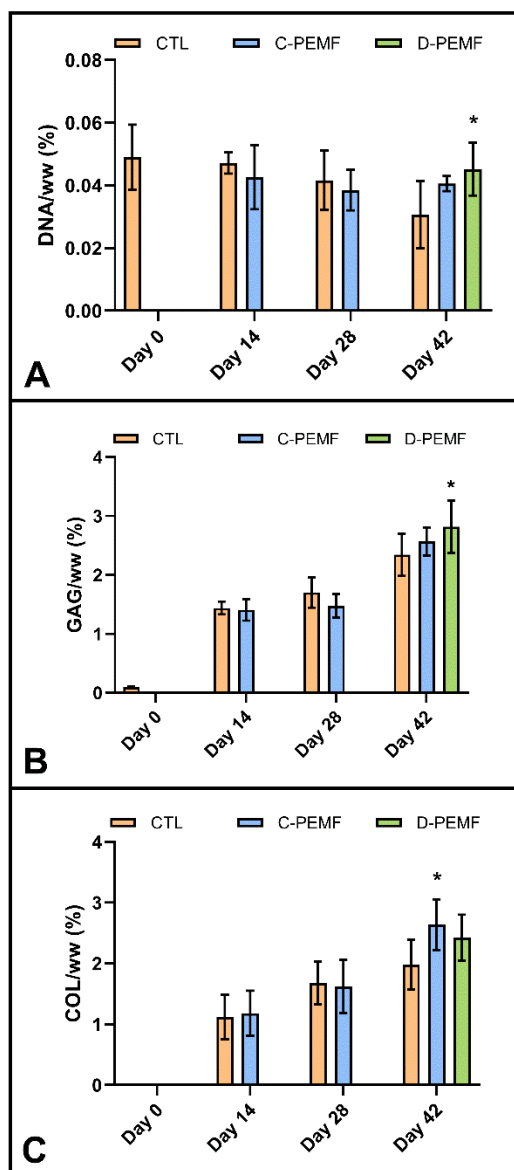 CTL C-PEMF D-PEMF
DNA/ww (%)
0.08
0.06
0.04
0.02
0.00
*
Day 0 Day 14 Day 28 Day 42
A
CTL C-PEMF D-PEMF
GAG/ww (%)
4
3
2
1
0
*
Day 0 Day 14 Day 28 Day 42
B
CTL C-PEMF D-PEMF
COL/ww (%)
4
3
2
1
0
*
Day 0 Day 14 Day 28 Day 42
C